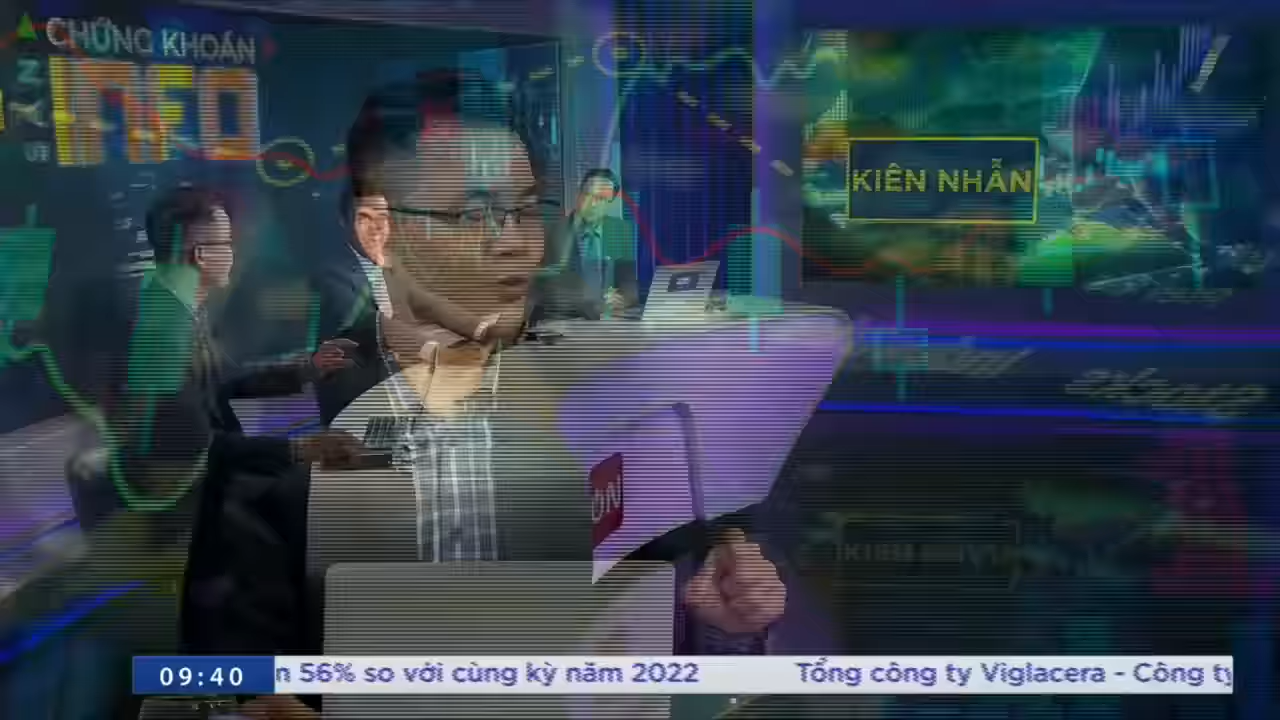 CHỨNG KHOÁN
INFO
KIÊN NHẪN
09:40
n 56% so với cùng kỳ năm 2022
Tổng công ty Viglacera - Công ty